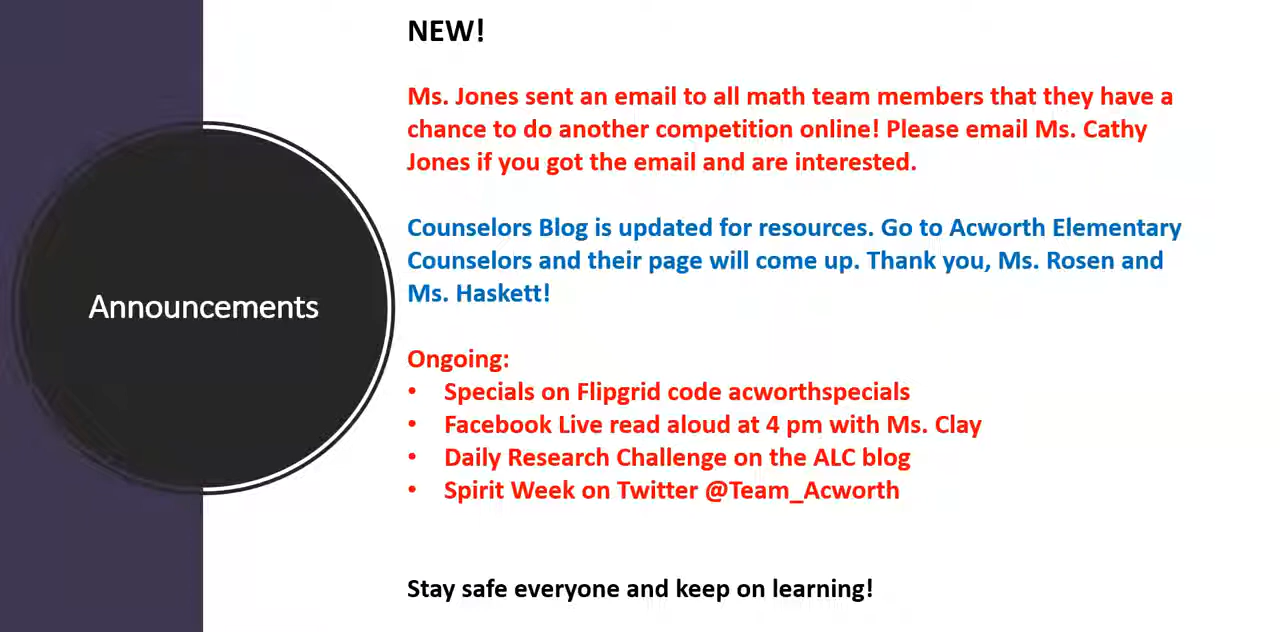 NEW!
Ms. Jones sent an email to all math team members that they have a
chance to do another competition online! Please email Ms. Cathy
Jones if you got the email and are interested.
Counselors Blog is updated for resources. Go to Acworth Elementary
Counselors and their page will come up. Thank you, Ms. Rosen and
Ms. Haskett!
Announcements
Ongoing:
• Specials on Flipgrid code acworthspecials
• Facebook Live read aloud at 4 pm with Ms. Clay
• Daily Research Challenge on the ALC blog
• Spirit Week on Twitter @Team_Acworth
Stay safe everyone and keep on learning!